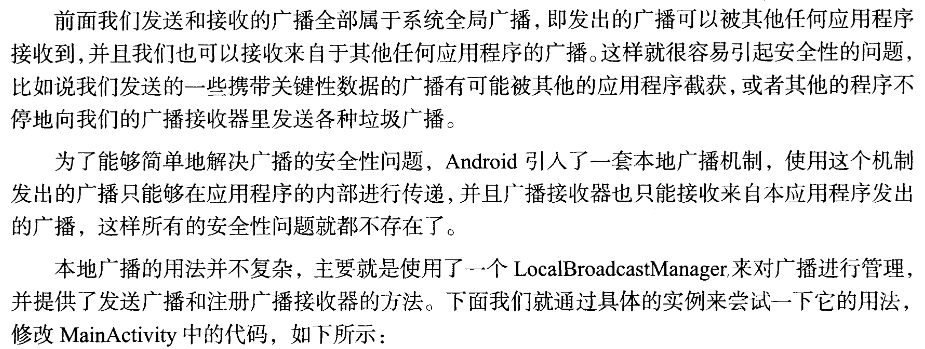 前面我们发送和接收的广播全部属于系统全局广播，即发出的广播可以被其他任何应用程序
接收到，并且我们也可以接收来自于其他任何应用程序的广播。这样就很容易引起安全性的问题，
比如说我们发送的一些携带关键性数据的广播有可能被其他的应用程序截获，或者其他的程序不
停地向我们的广播接收器里发送各种垃圾广播。
为了能够简单地解决广播的安全性问题，Android 引入了一套本地广播机制，使用这个机制
发出的广播只能够在应用程序的内部进行传递，并且广播接收器也只能接收来自本应用程序发出
的广播，这样所有的安全性问题就都不存在了。
本地广播的用法并不复杂，主要就是使用了一个 LocalBroadcastManager 来对广播进行管理，
并提供了发送广播和注册广播接收器的方法。下面我们就通过具体的实例来尝试一下它的用法，
修改 MainActivity 中的代码，如下所示：